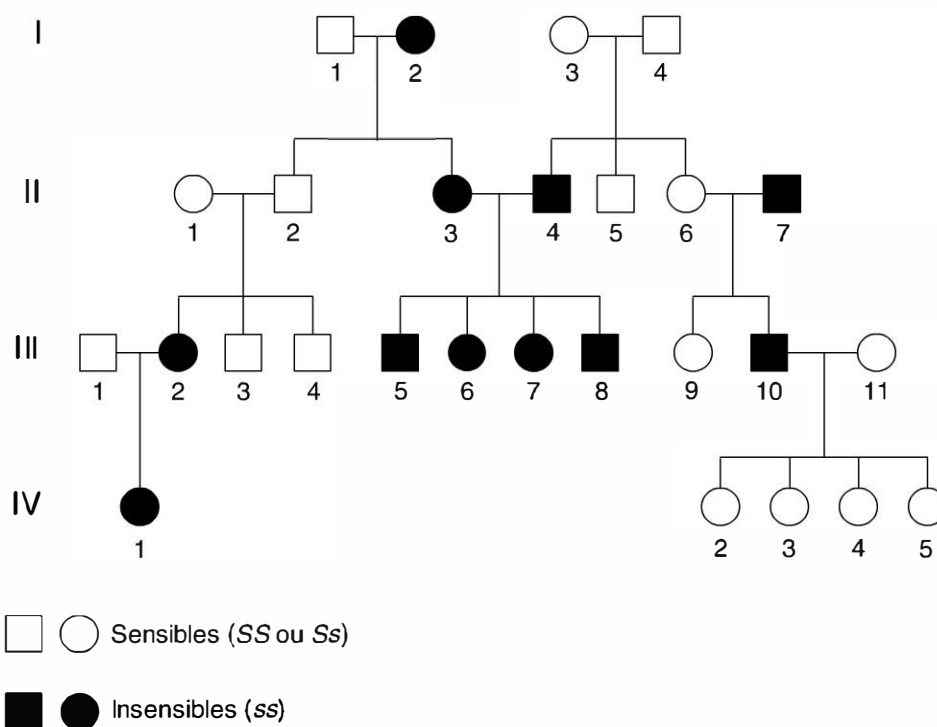 I
1 2 3 4
II
1 2 3 4 5 6 7
III
1 2 3 4 5 6 7 8 9 10 11
IV
1 2 3 4 5
Sensibles (SS ou Ss)
Insensibles (ss)